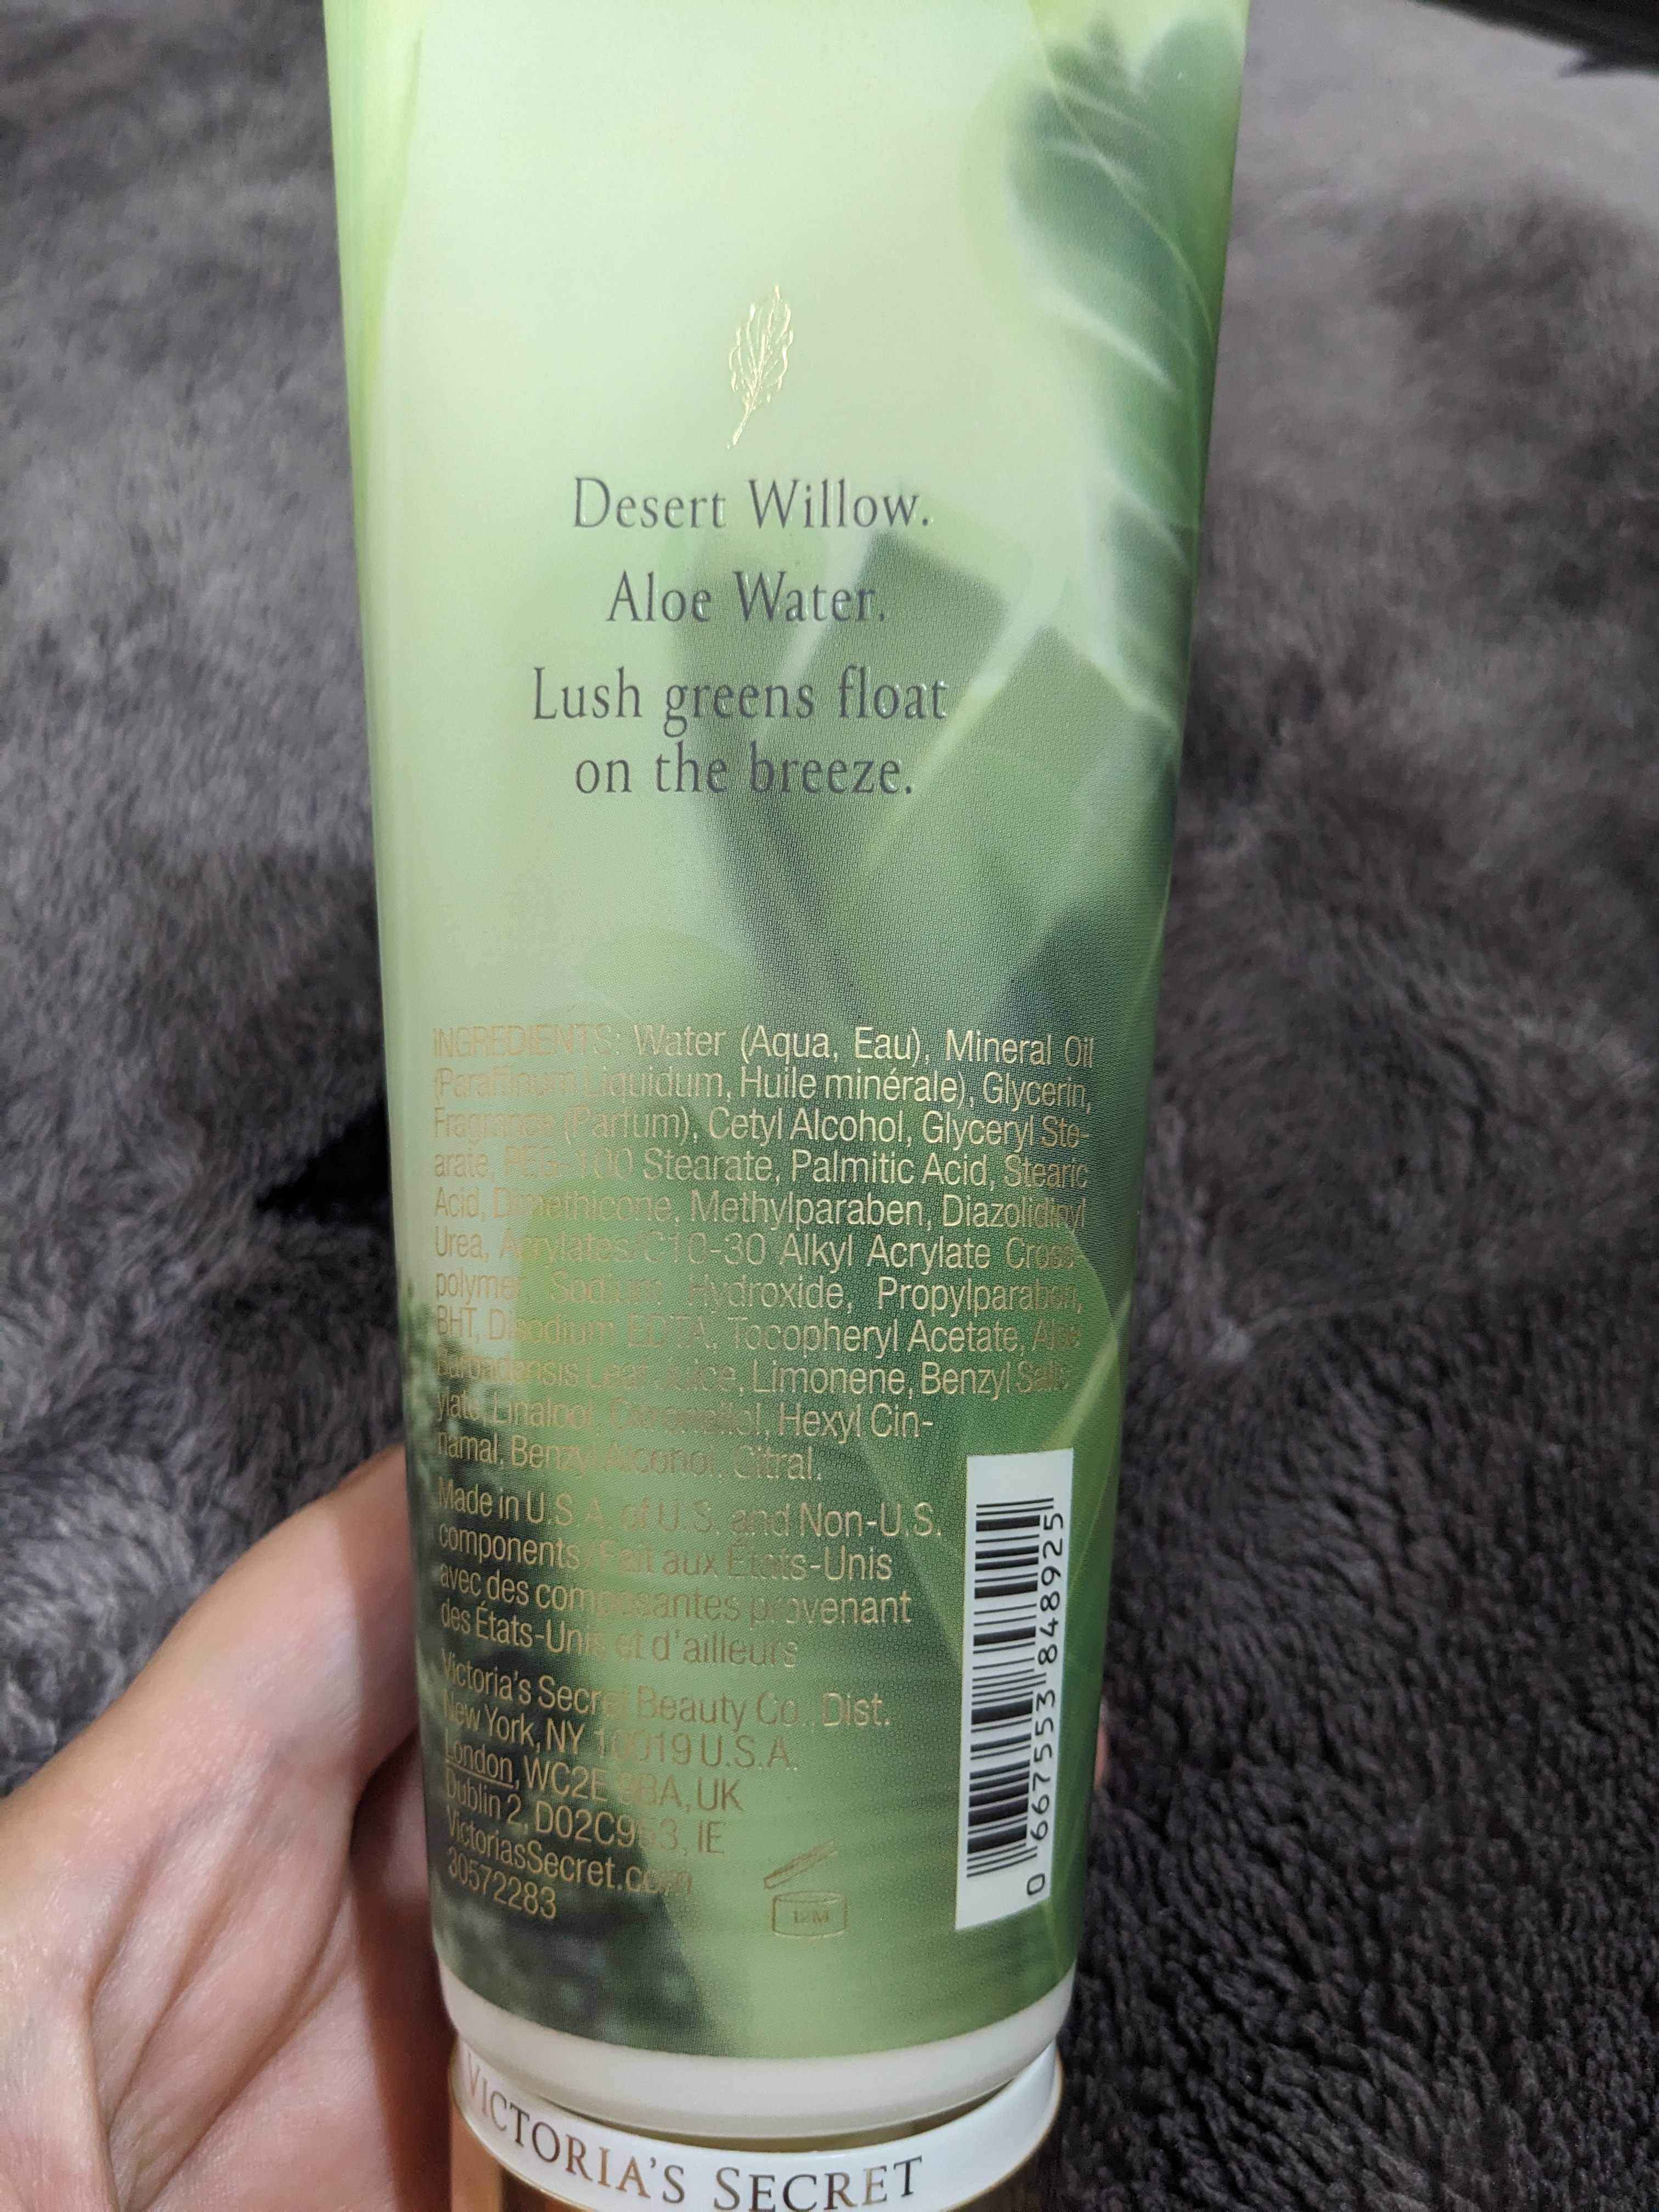 Desert Willow.
Aloe Water.
Lush greens float
on the breeze.
INGREDIENTS: Water (Aqua, Eau), Mineral Oil
(Paraffinum Liquidum, Huile minérale), Glycerin,
Fragrance (Parfum), Cetyl Alcohol, Glyceryl Ste-
arate, PEG-100 Stearate, Palmitic Acid, Stearic
Acid, Dimethicone, Methylparaben, Diazolidinyl
Urea, Acrylates/C10-30 Alkyl Acrylate Cross-
polymer, Sodium Hydroxide, Propylparaben,
BHT, Disodium EDTA, Tocopheryl Acetate, Aloe
Barbadensis Leaf Juice, Limonene, Benzyl Salic-
ylate, Linalool, Citronellol, Hexyl Cin-
namal, Benzyl Alcohol, Citral.
Made in U.S.A. of U.S. and Non-U.S.
components/Fait aux États-Unis
avec des composantes provenant
des États-Unis et d'ailleurs
Victoria's Secret Beauty Co., Dist.
New York, NY 10019 U.S.A.
London, WC2E 9BA, UK
Dublin 2, D02C953, IE
VictoriasSecret.com
30572283
12M
0 667553 848925
VICTORIA'S SECRET